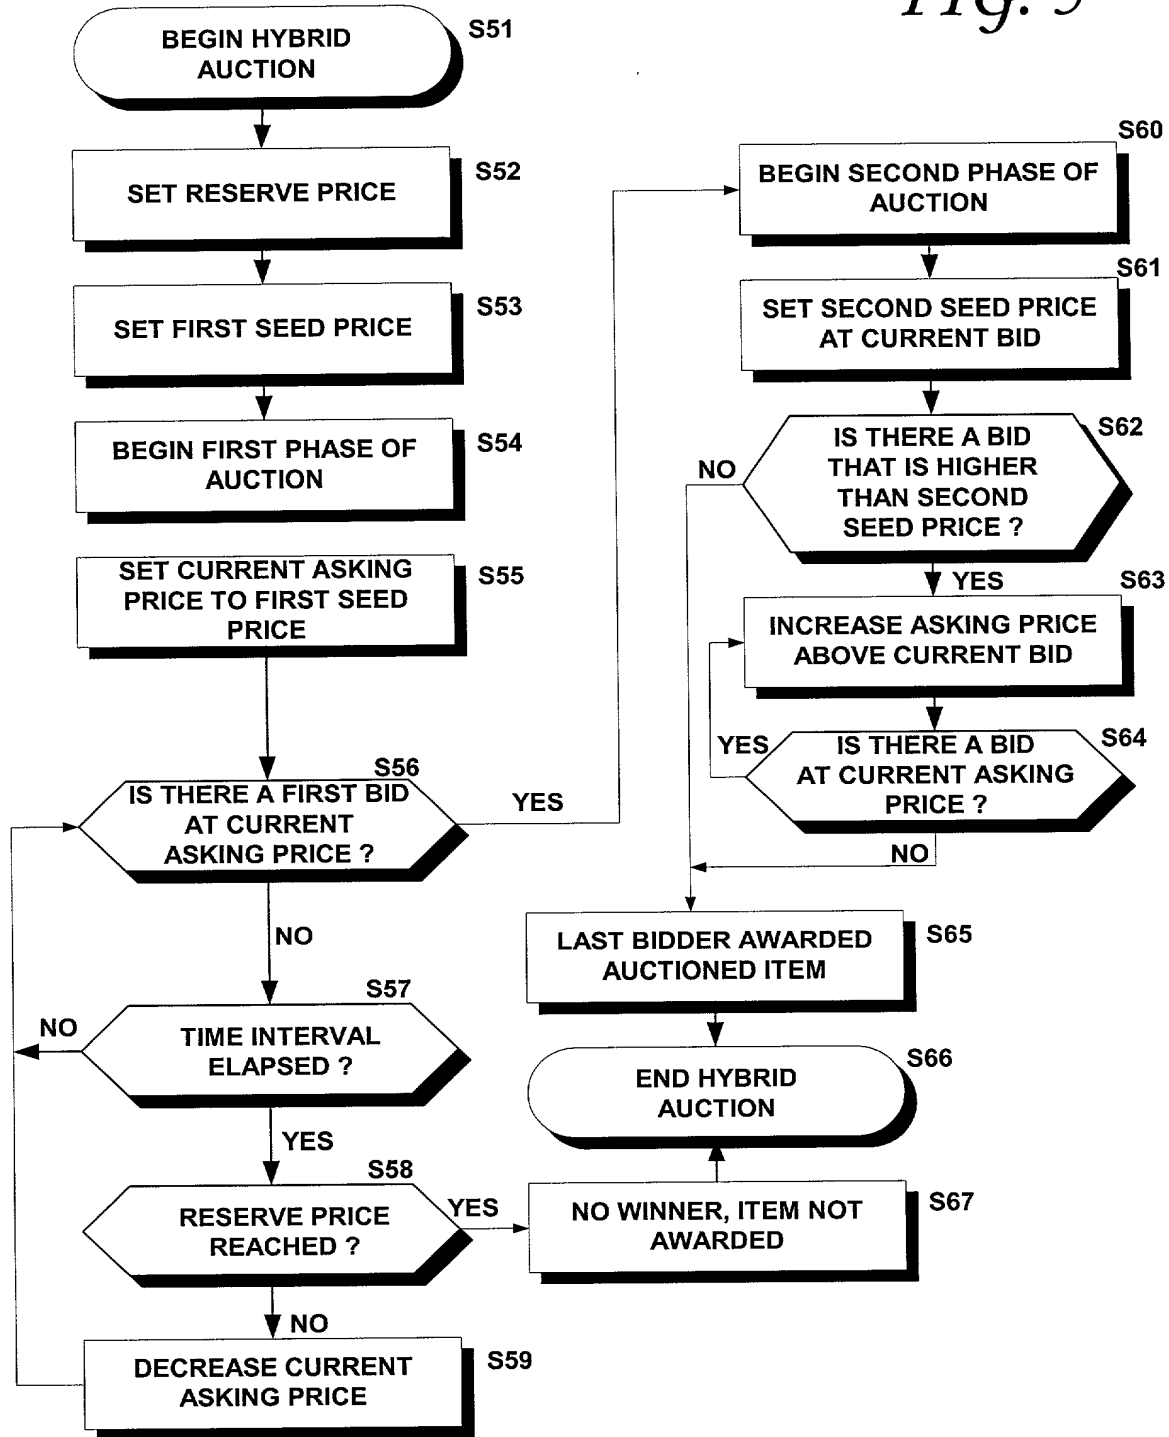 BEGIN HYBRID
AUCTION
S51
SET RESERVE PRICE
S52
SET FIRST SEED PRICE
S53
BEGIN FIRST PHASE OF
AUCTION
S54
SET CURRENT ASKING
PRICE TO FIRST SEED
PRICE
S55
S56
IS THERE A FIRST BID
AT CURRENT
ASKING PRICE ?
YES
NO
S57
TIME INTERVAL
ELAPSED ?
NO
YES
S58
RESERVE PRICE
REACHED ?
YES
NO
DECREASE CURRENT
ASKING PRICE
S59
S60
BEGIN SECOND PHASE OF
AUCTION
S61
SET SECOND SEED PRICE
AT CURRENT BID
S62
IS THERE A BID
THAT IS HIGHER
THAN SECOND
SEED PRICE ?
NO
YES
S63
INCREASE ASKING PRICE
ABOVE CURRENT BID
S64
IS THERE A BID
AT CURRENT ASKING
PRICE ?
YES
NO
LAST BIDDER AWARDED
AUCTIONED ITEM
S65
S66
END HYBRID
AUCTION
NO WINNER, ITEM NOT
AWARDED
S67